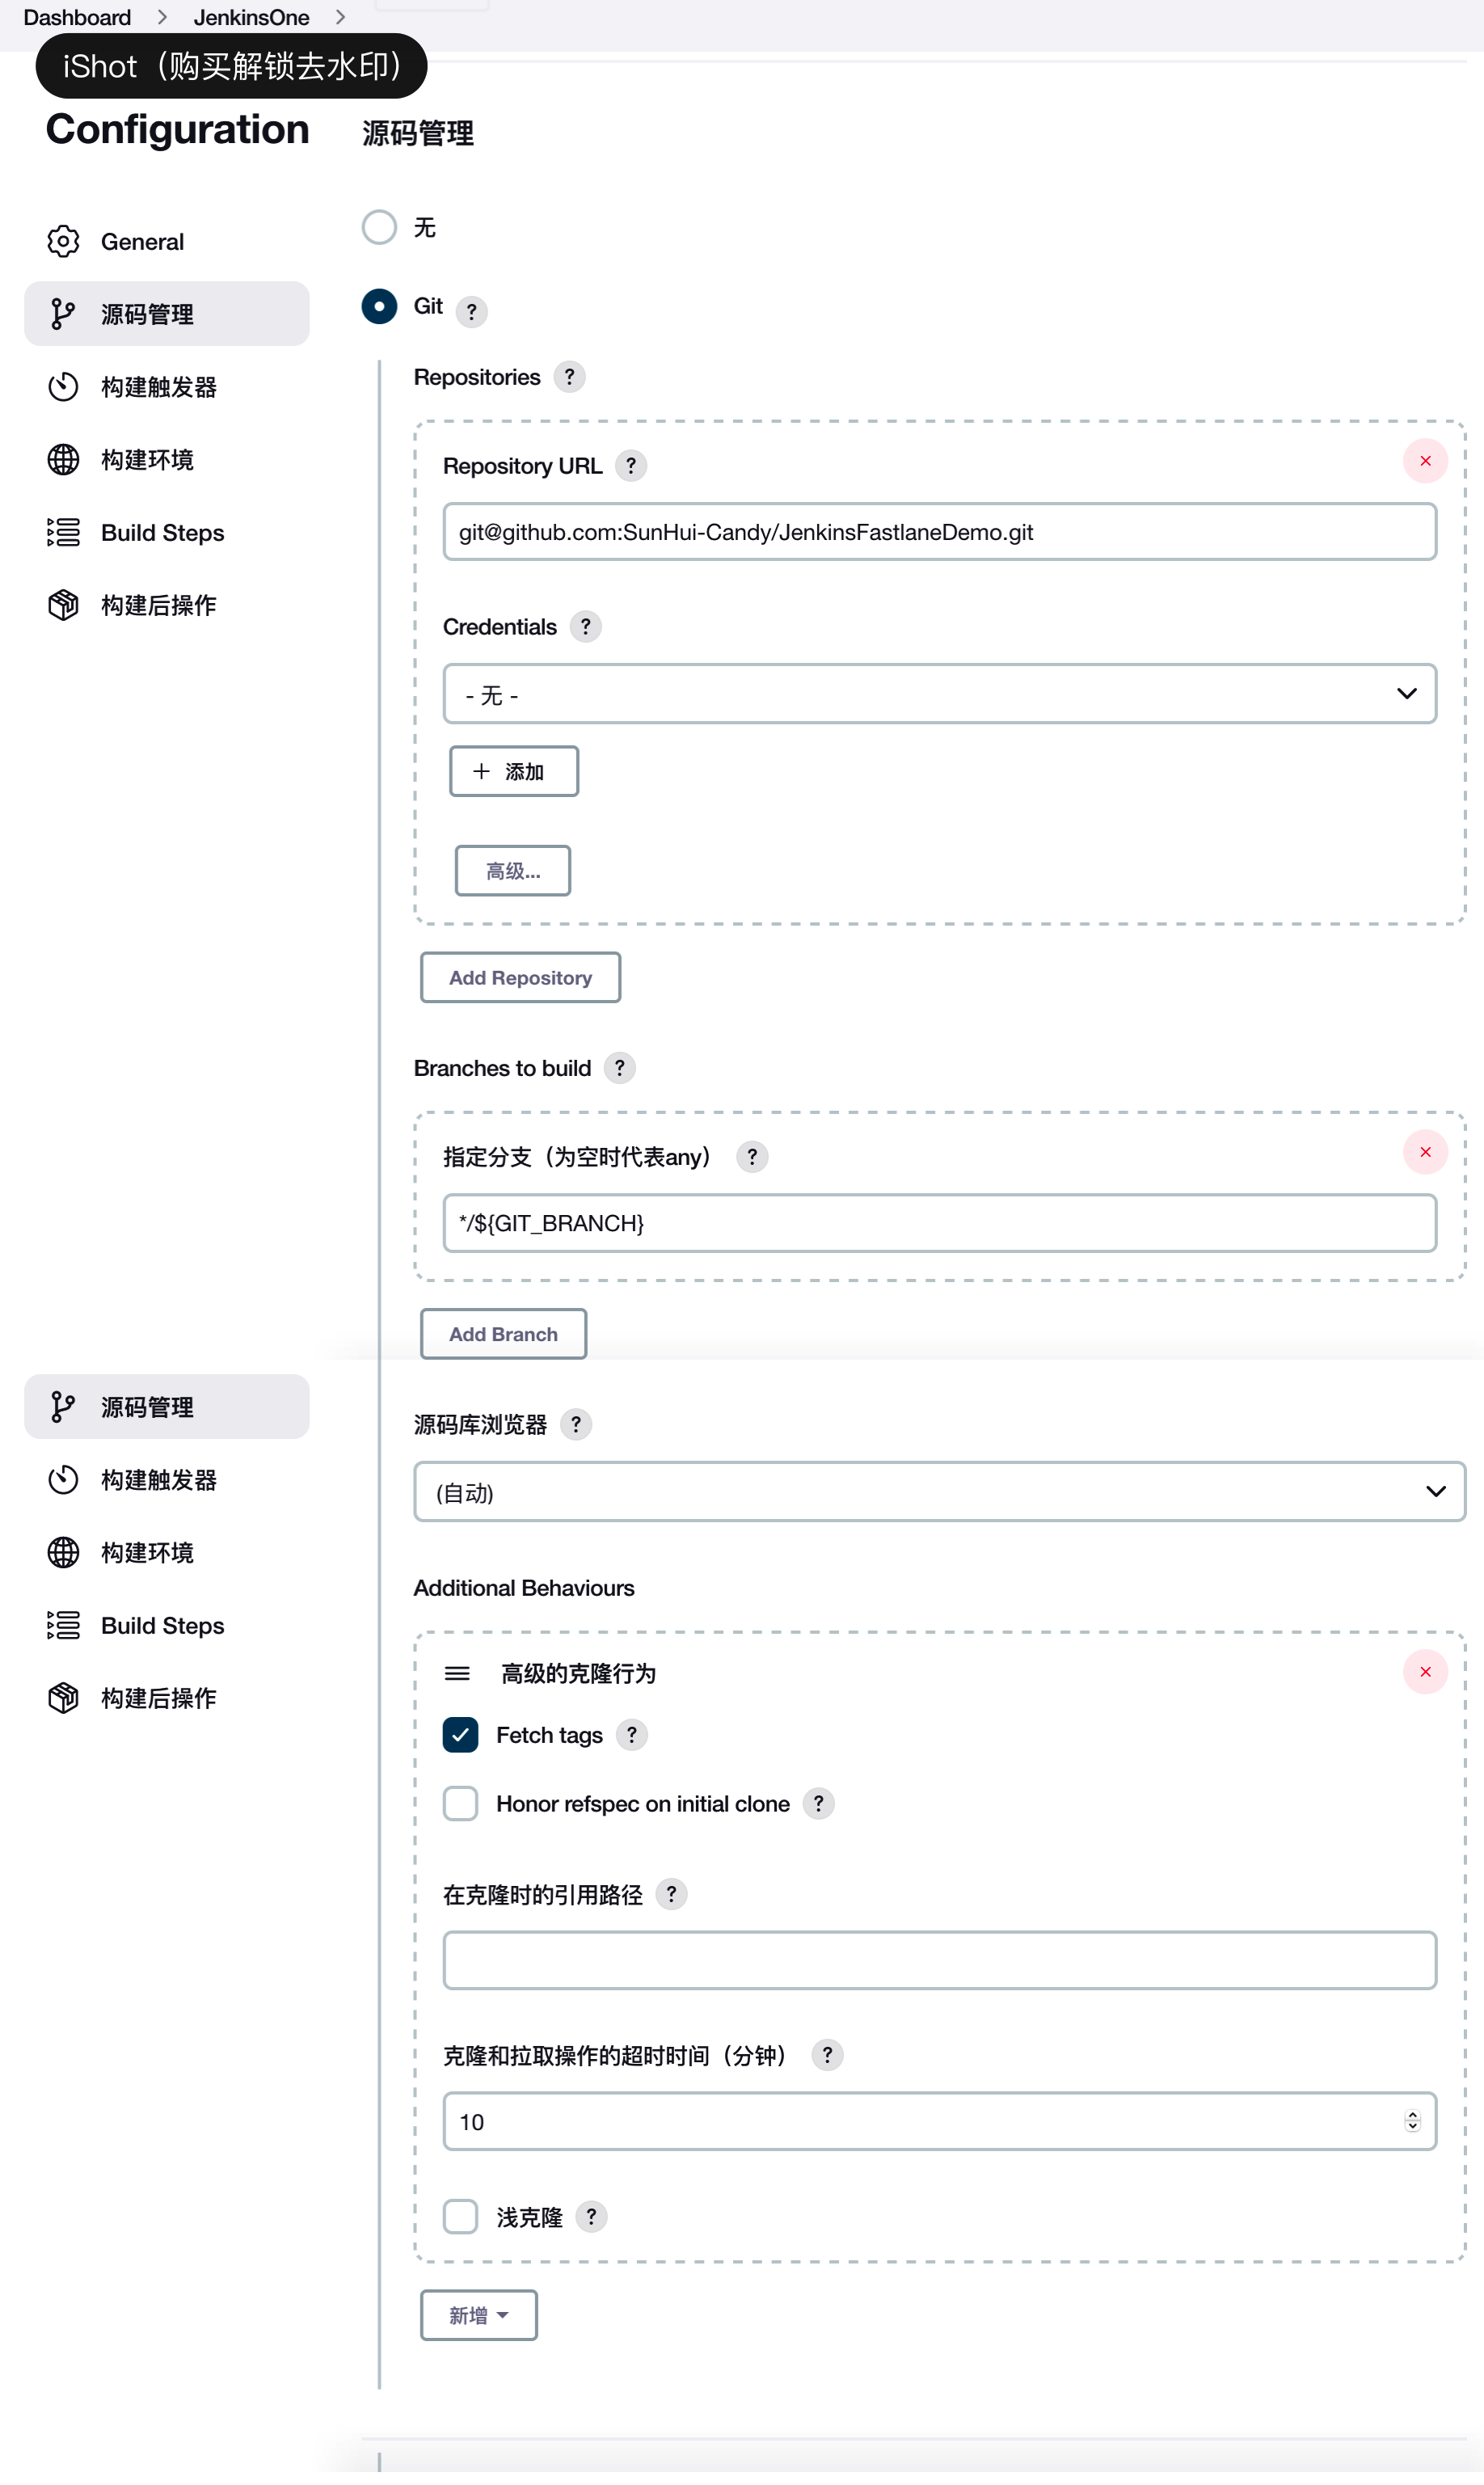 Dashboard > JenkinsOne >
iShot（购买解锁去水印）
Configuration
General
源码管理
构建触发器
构建环境
Build Steps
构建后操作
源码管理
无
Git ?
Repositories ?
Repository URL ?
git@github.com:SunHui-Candy/JenkinsFastlaneDemo.git
Credentials ?
- 无 -
+ 添加
高级...
Add Repository
Branches to build ?
指定分支（为空时代表any） ?
*/${GIT_BRANCH}
Add Branch
源码管理
构建触发器
构建环境
Build Steps
构建后操作
源码库浏览器 ?
(自动)
Additional Behaviours
高级的克隆行为
Fetch tags ?
Honor refspec on initial clone ?
在克隆时的引用路径 ?
克隆和拉取操作的超时时间（分钟） ?
10
浅克隆 ?
新增